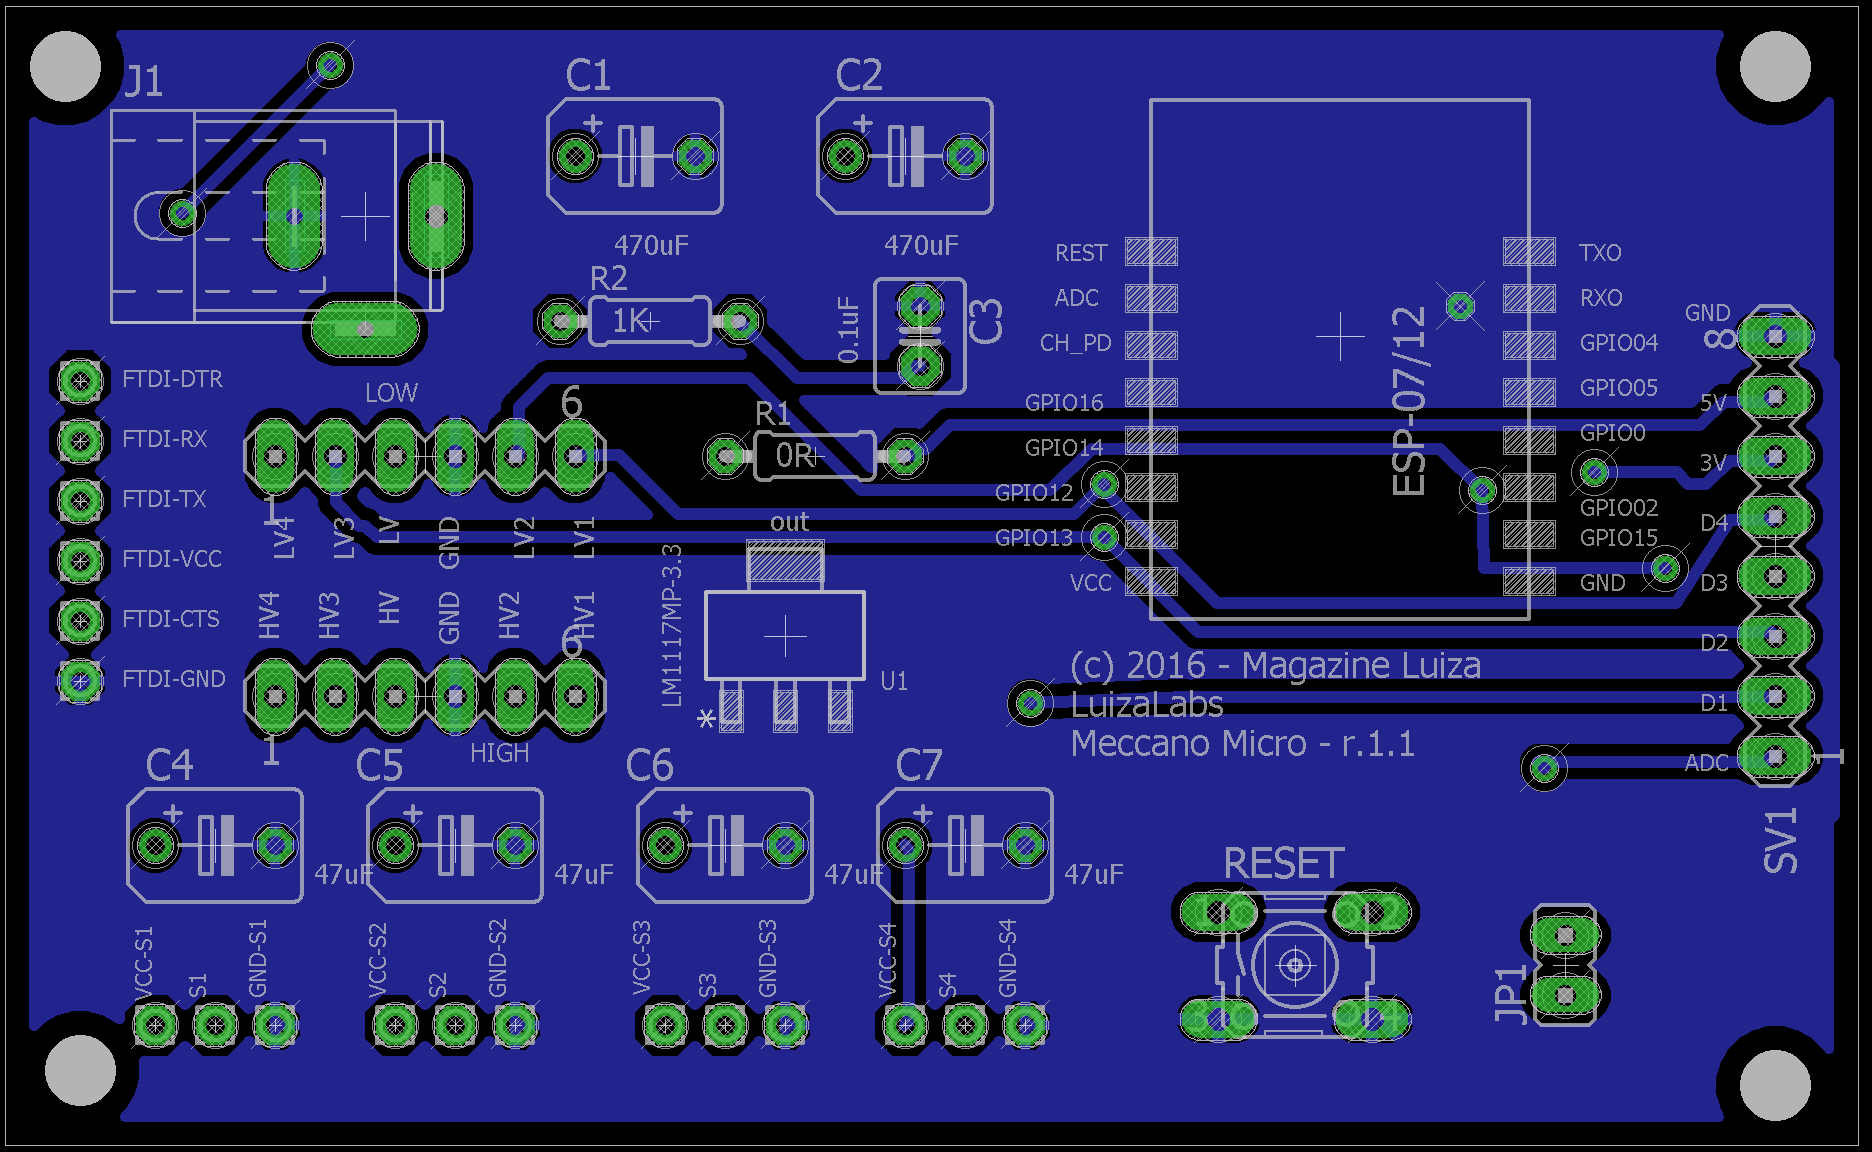 J1
C1
+
470uF
C2
+
470uF
R2
1K
0.1uF
C3
R1
0R
REST
ADC
CH_PD
GPIO16
GPIO14
GPIO12
GPIO13
VCC
ESP-07/12
TXO
RXO
GPIO04
GPIO05
GPIO0
GPIO02
GPIO15
GND
GND
8
5V
3V
D4
D3
D2
D1
ADC
1
SV1
FTDI-DTR
FTDI-RX
FTDI-TX
FTDI-VCC
FTDI-CTS
FTDI-GND
LOW
6
1
LV4
LV3
LV
GND
LV2
LV1
HV4
HV3
HV
GND
HV2
HV1
6
1
HIGH
out
LM1117MP-3.3
U1
*
(c) 2016 - Magazine Luiza
LuizaLabs
Meccano Micro - r.1.1
C4
+
47uF
C5
+
47uF
C6
+
47uF
C7
+
47uF
VCC-S1
S1
GND-S1
VCC-S2
S2
GND-S2
VCC-S3
S3
GND-S3
VCC-S4
S4
GND-S4
RESET
1
2
3
4
JP1